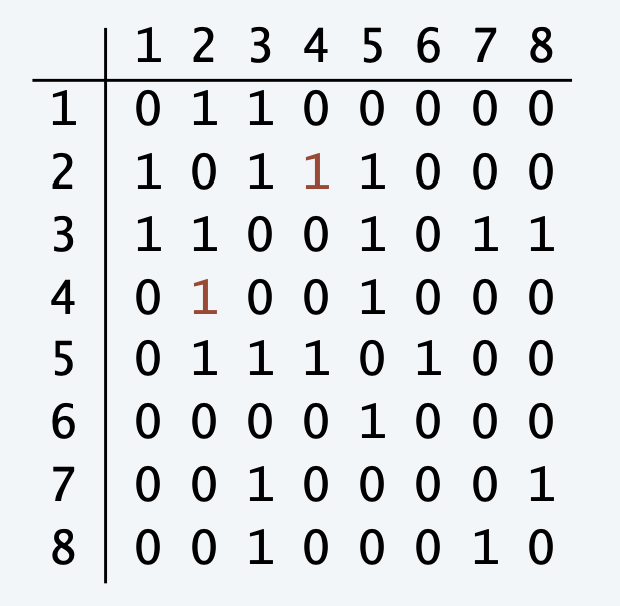 1 2 3 4 5 6 7 8
1 0 1 1 0 0 0 0 0
2 1 0 1 1 1 0 0 0
3 1 1 0 0 1 0 1 1
4 0 1 0 0 1 0 0 0
5 0 1 1 1 0 1 0 0
6 0 0 0 0 1 0 0 0
7 0 0 1 0 0 0 0 1
8 0 0 1 0 0 0 1 0